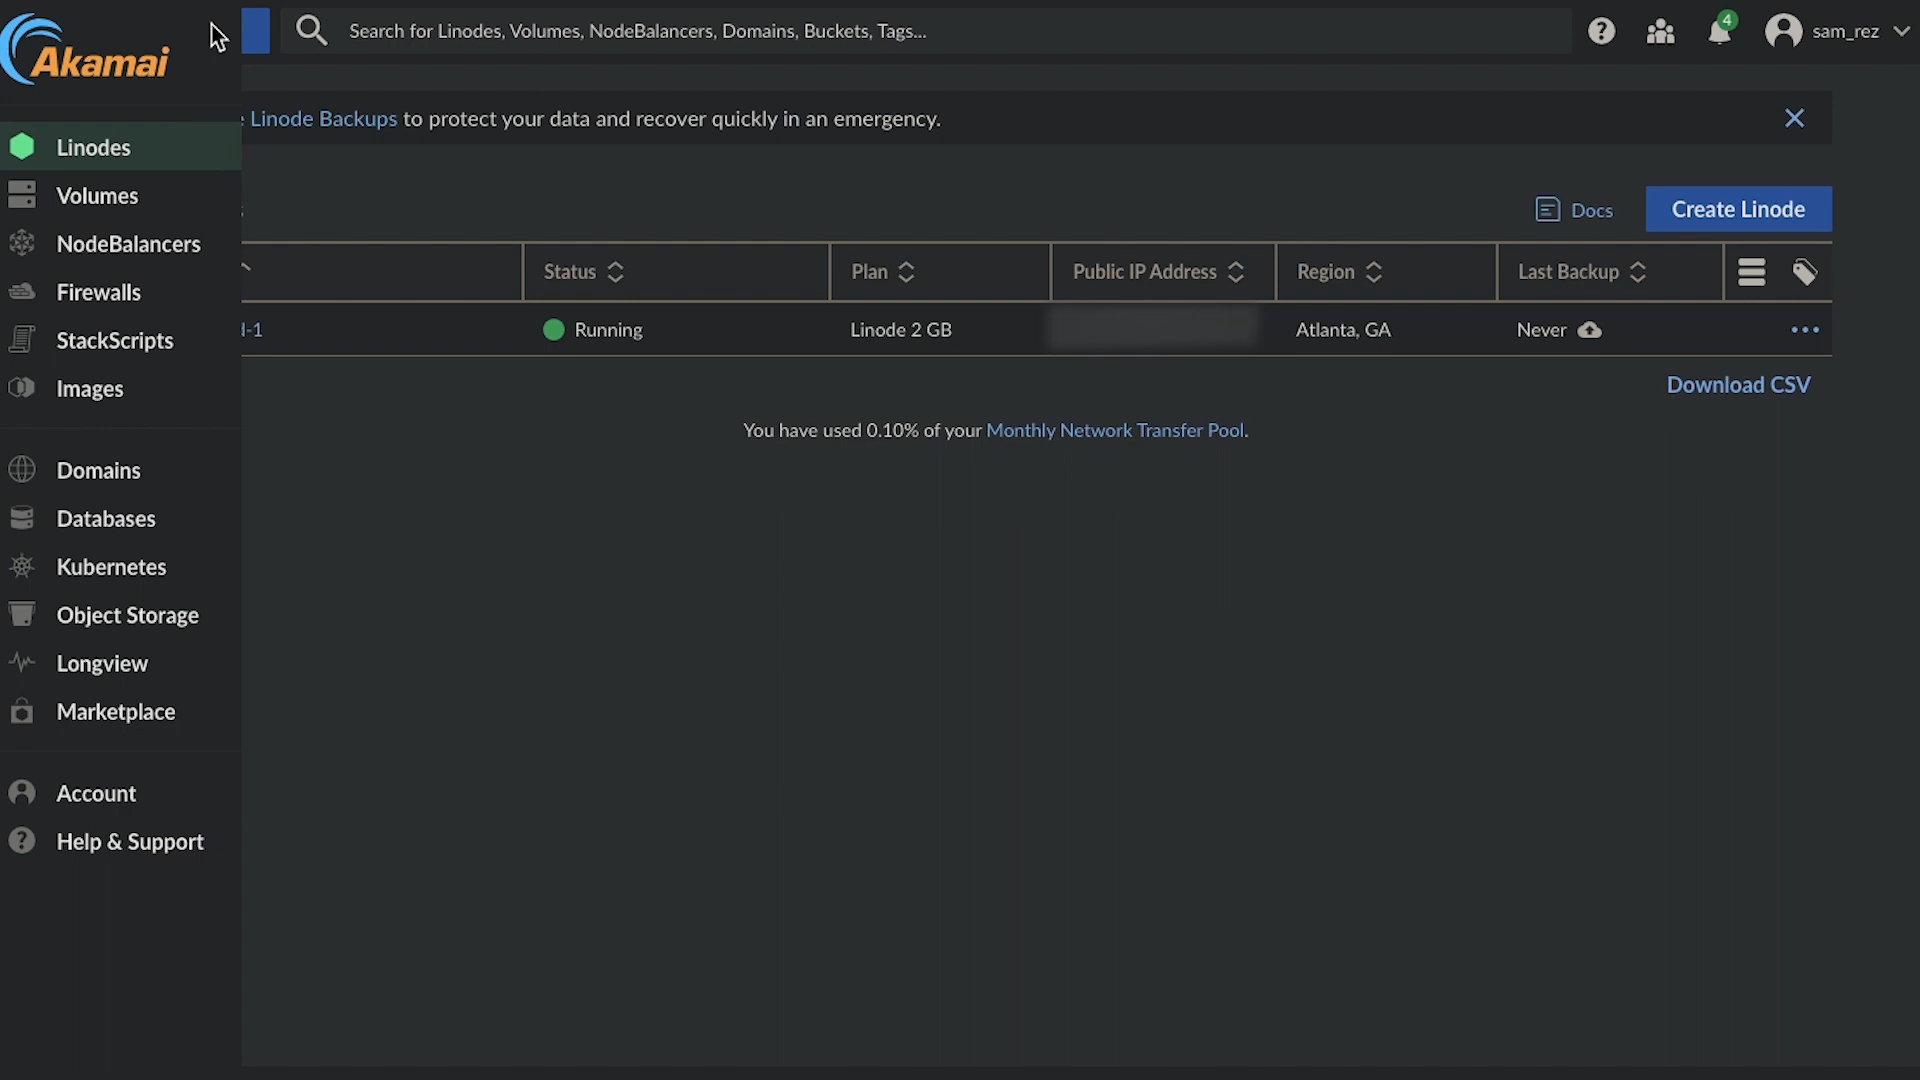 Akamai
Search for Linodes, Volumes, NodeBalancers, Domains, Buckets, Tags...
4
sam_rez
Linode Backups to protect your data and recover quickly in an emergency.
Linodes
Volumes
NodeBalancers
Firewalls
StackScripts
Images
Domains
Databases
Kubernetes
Object Storage
Longview
Marketplace
Account
Help & Support
Docs
Create Linode
Status Plan Public IP Address Region Last Backup
-1 Running Linode 2 GB Atlanta, GA Never
Download CSV
You have used 0.10% of your Monthly Network Transfer Pool.